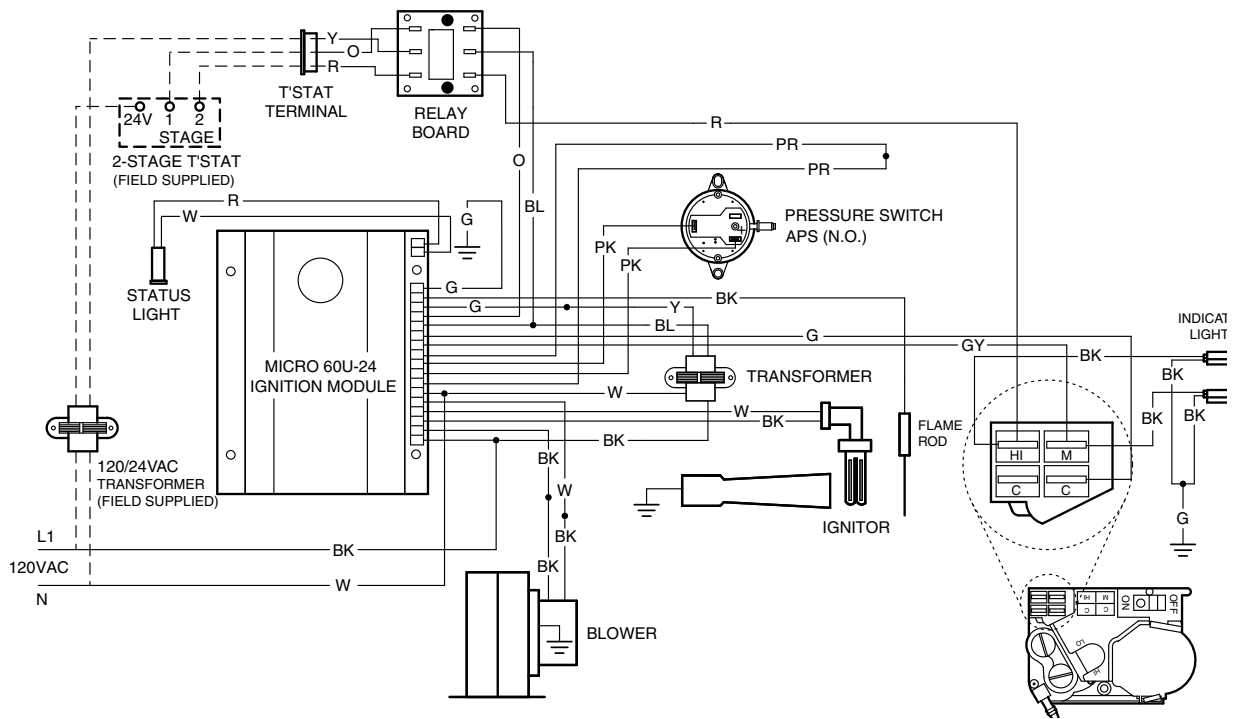 Y
O
R
T'STAT
TERMINAL
RELAY
BOARD
24V 1 2
STAGE
2-STAGE T'STAT
(FIELD SUPPLIED)
R
W
G
O
BL
R
PR
PR
PRESSURE SWITCH
APS (N.O.)
PK
PK
STATUS
LIGHT
G
G
BK
Y
BL
G
GY
MICRO 60U-24
IGNITION MODULE
TRANSFORMER
W
W
BK
BK
FLAME
ROD
IGNITOR
INDICAT
LIGHT
BK
BK
BK
BK
HI
M
C
C
G
120/24VAC
TRANSFORMER
(FIELD SUPPLIED)
L1
120VAC
N
BK
W
BK
W
BK
BK
BLOWER
HI
M
C
C
ON
OFF
LO
HI